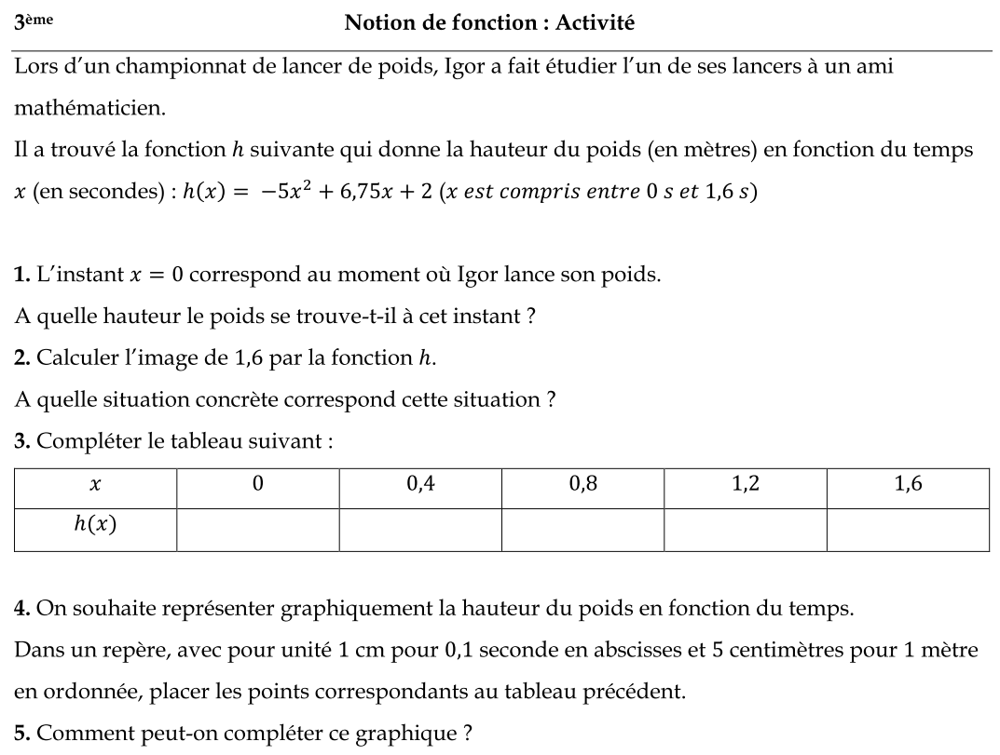 3ème Notion de fonction : Activité
Lors d’un championnat de lancer de poids, Igor a fait étudier l’un de ses lancers à un ami
mathématicien.
Il a trouvé la fonction h suivante qui donne la hauteur du poids (en mètres) en fonction du temps
x (en secondes) : h(x) = −5x² + 6,75x + 2 (x est compris entre 0 s et 1,6 s)
1. L’instant x = 0 correspond au moment où Igor lance son poids.
A quelle hauteur le poids se trouve-t-il à cet instant ?
2. Calculer l’image de 1,6 par la fonction h.
A quelle situation concrète correspond cette situation ?
3. Compléter le tableau suivant :
x 0 0,4 0,8 1,2 1,6
h(x)
4. On souhaite représenter graphiquement la hauteur du poids en fonction du temps.
Dans un repère, avec pour unité 1 cm pour 0,1 seconde en abscisses et 5 centimètres pour 1 mètre
en ordonnée, placer les points correspondants au tableau précédent.
5. Comment peut-on compléter ce graphique ?